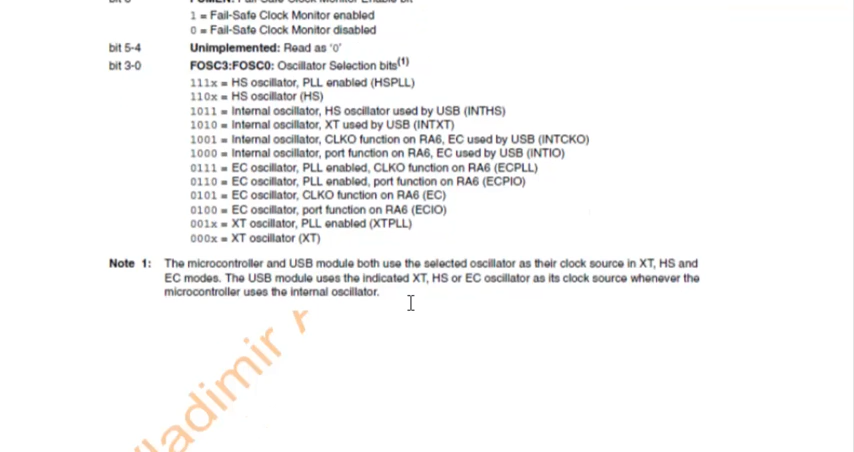 1 = Fail-Safe Clock Monitor enabled
0 = Fail-Safe Clock Monitor disabled
bit 5-4 Unimplemented: Read as '0'
bit 3-0 FOSC3:FOSC0: Oscillator Selection bits(1)
111x = HS oscillator, PLL enabled (HSPLL)
110x = HS oscillator (HS)
1011 = Internal oscillator, HS oscillator used by USB (INTHS)
1010 = Internal oscillator, XT used by USB (INTXT)
1001 = Internal oscillator, CLKO function on RA6, EC used by USB (INTCKO)
1000 = Internal oscillator, port function on RA6, EC used by USB (INTIO)
0111 = EC oscillator, PLL enabled, CLKO function on RA6 (ECPLL)
0110 = EC oscillator, PLL enabled, port function on RA6 (ECPIO)
0101 = EC oscillator, CLKO function on RA6 (EC)
0100 = EC oscillator, port function on RA6 (ECIO)
001x = XT oscillator, PLL enabled (XTPLL)
000x = XT oscillator (XT)
Note 1: The microcontroller and USB module both use the selected oscillator as their clock source in XT, HS and
EC modes. The USB module uses the indicated XT, HS or EC oscillator as its clock source whenever the
microcontroller uses the internal oscillator.
ladimir